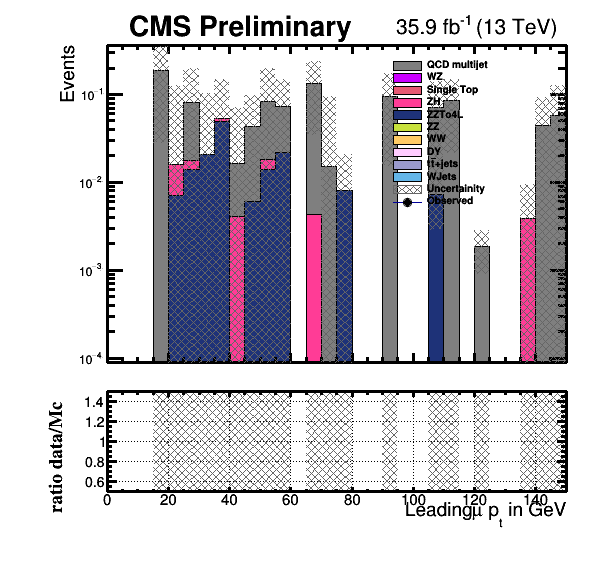 CMS Preliminary 35.9 fb⁻¹ (13 TeV)
Events
10⁻¹
10⁻²
10⁻³
10⁻⁴
QCD multijet
WZ
Single Top
ZH
ZZTo4L
ZZ
WW
DY
tt+jets
WJets
Uncertainity
Observed
ratio data/Mc
1.4
1.2
1
0.8
0.6
0 20 40 60 80 100 120 140
Leadingμ p_t in GeV